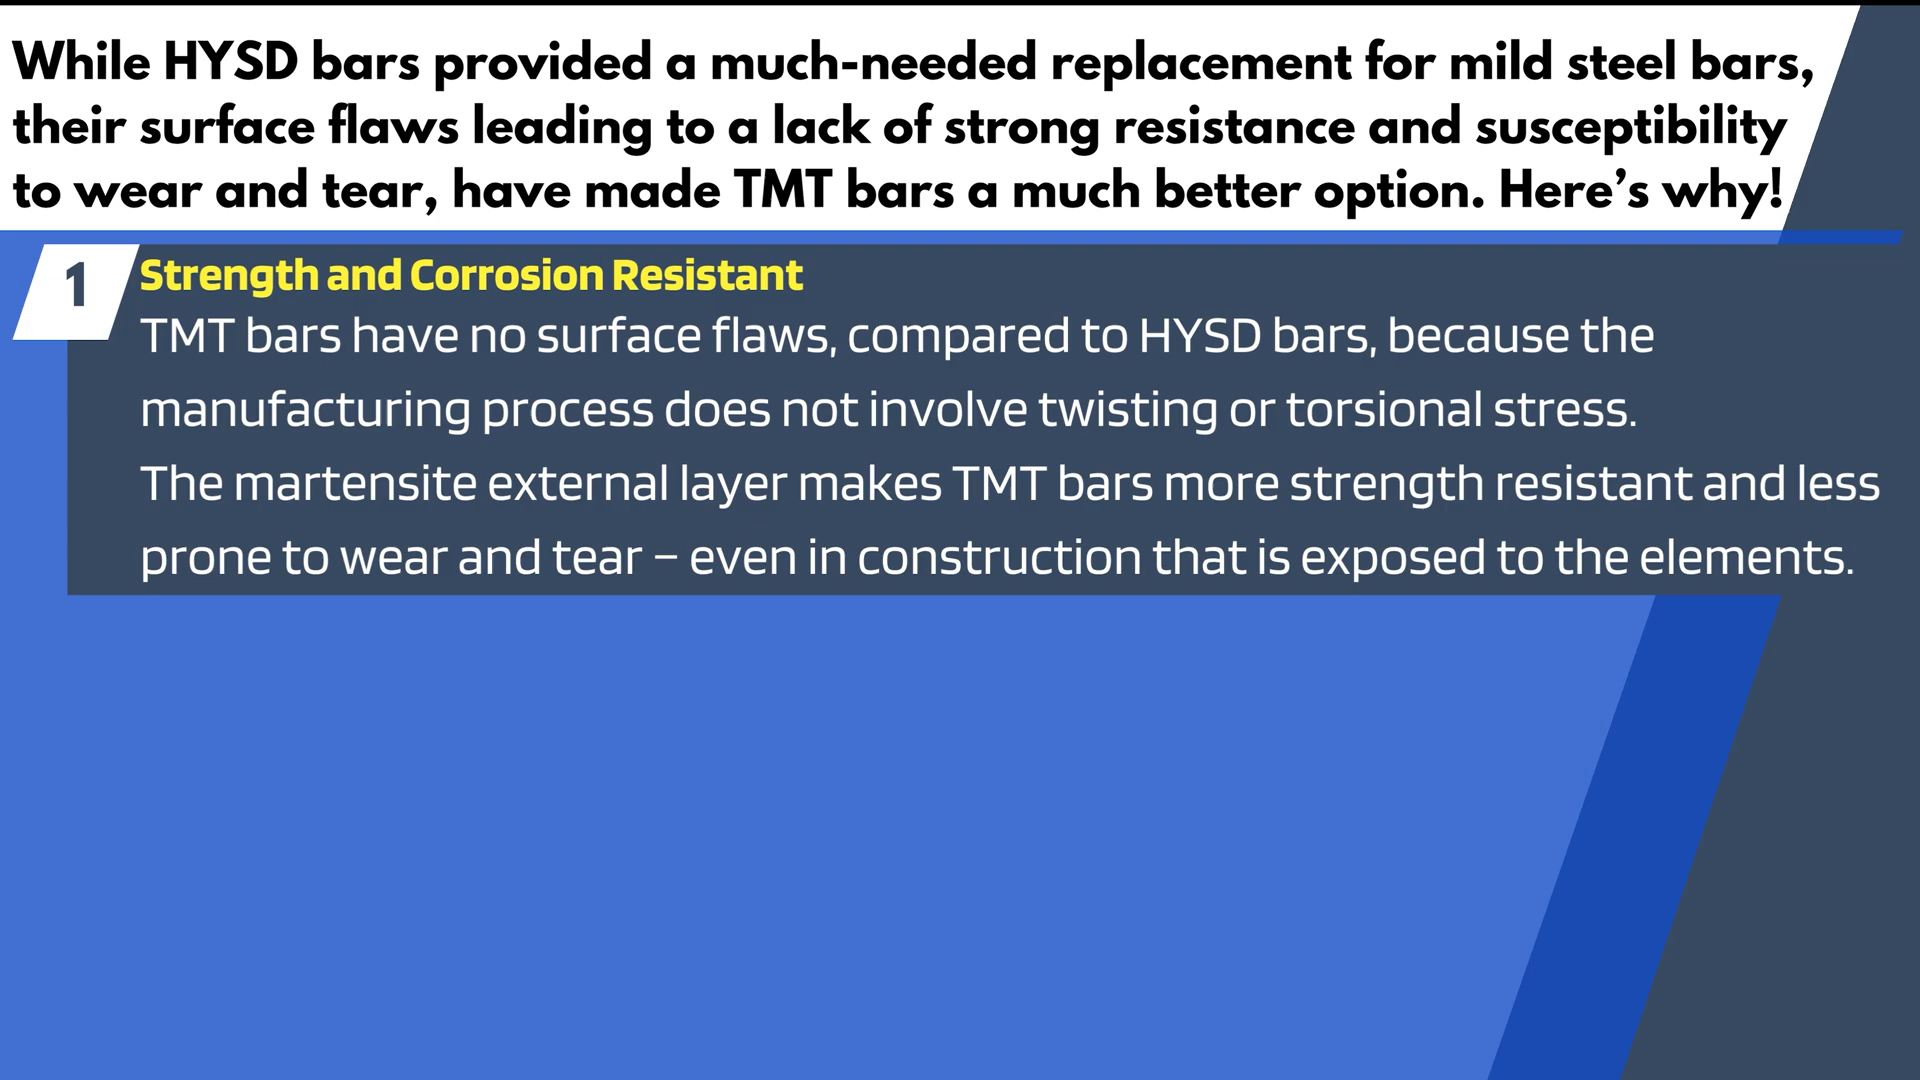 While HYSD bars provided a much-needed replacement for mild steel bars,
their surface flaws leading to a lack of strong resistance and susceptibility
to wear and tear, have made TMT bars a much better option. Here’s why!
1
Strength and Corrosion Resistant
TMT bars have no surface flaws, compared to HYSD bars, because the
manufacturing process does not involve twisting or torsional stress.
The martensite external layer makes TMT bars more strength resistant and less
prone to wear and tear – even in construction that is exposed to the elements.